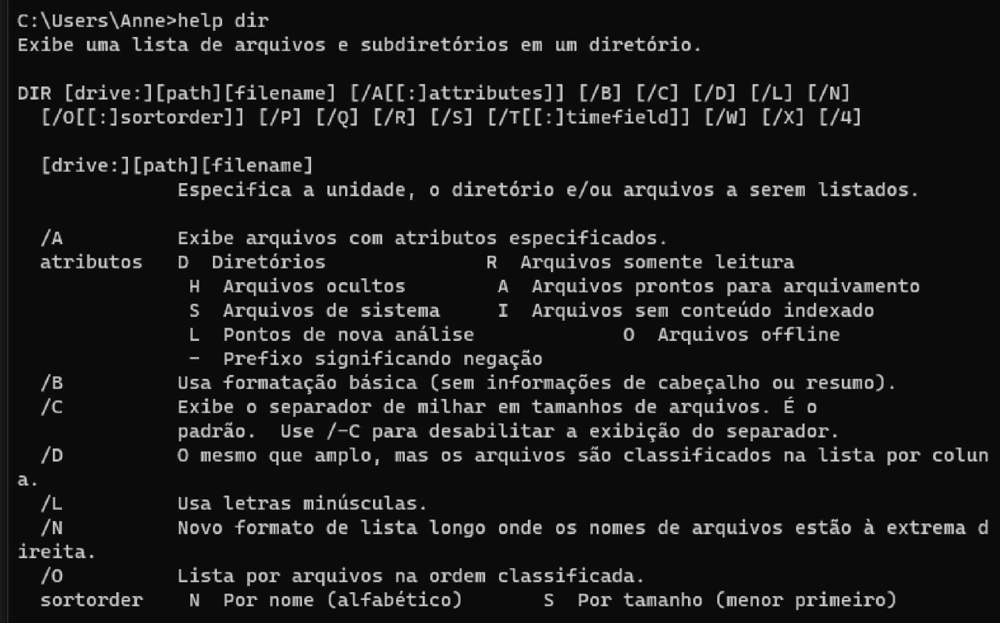 C:\Users\Anne>help dir
Exibe uma lista de arquivos e subdiretórios em um diretório.

DIR [drive:][path][filename] [/A[[:]attributes]] [/B] [/C] [/D] [/L] [/N]
  [/O[[:]sortorder]] [/P] [/Q] [/R] [/S] [/T[[:]timefield]] [/W] [/X] [/4]

  [drive:][path][filename]
              Especifica a unidade, o diretório e/ou arquivos a serem listados.

  /A          Exibe arquivos com atributos especificados.
  atributos   D  Diretórios              R  Arquivos somente leitura
               H  Arquivos ocultos        A  Arquivos prontos para arquivamento
               S  Arquivos de sistema     I  Arquivos sem conteúdo indexado
               L  Pontos de nova análise             O  Arquivos offline
               -  Prefixo significando negação
  /B          Usa formatação básica (sem informações de cabeçalho ou resumo).
  /C          Exibe o separador de milhar em tamanhos de arquivos. É o
              padrão.  Use /-C para desabilitar a exibição do separador.
  /D          O mesmo que amplo, mas os arquivos são classificados na lista por colun
a.
  /L          Usa letras minúsculas.
  /N          Novo formato de lista longo onde os nomes de arquivos estão à extrema d
ireita.
  /O          Lista por arquivos na ordem classificada.
  sortorder    N  Por nome (alfabético)       S  Por tamanho (menor primeiro)